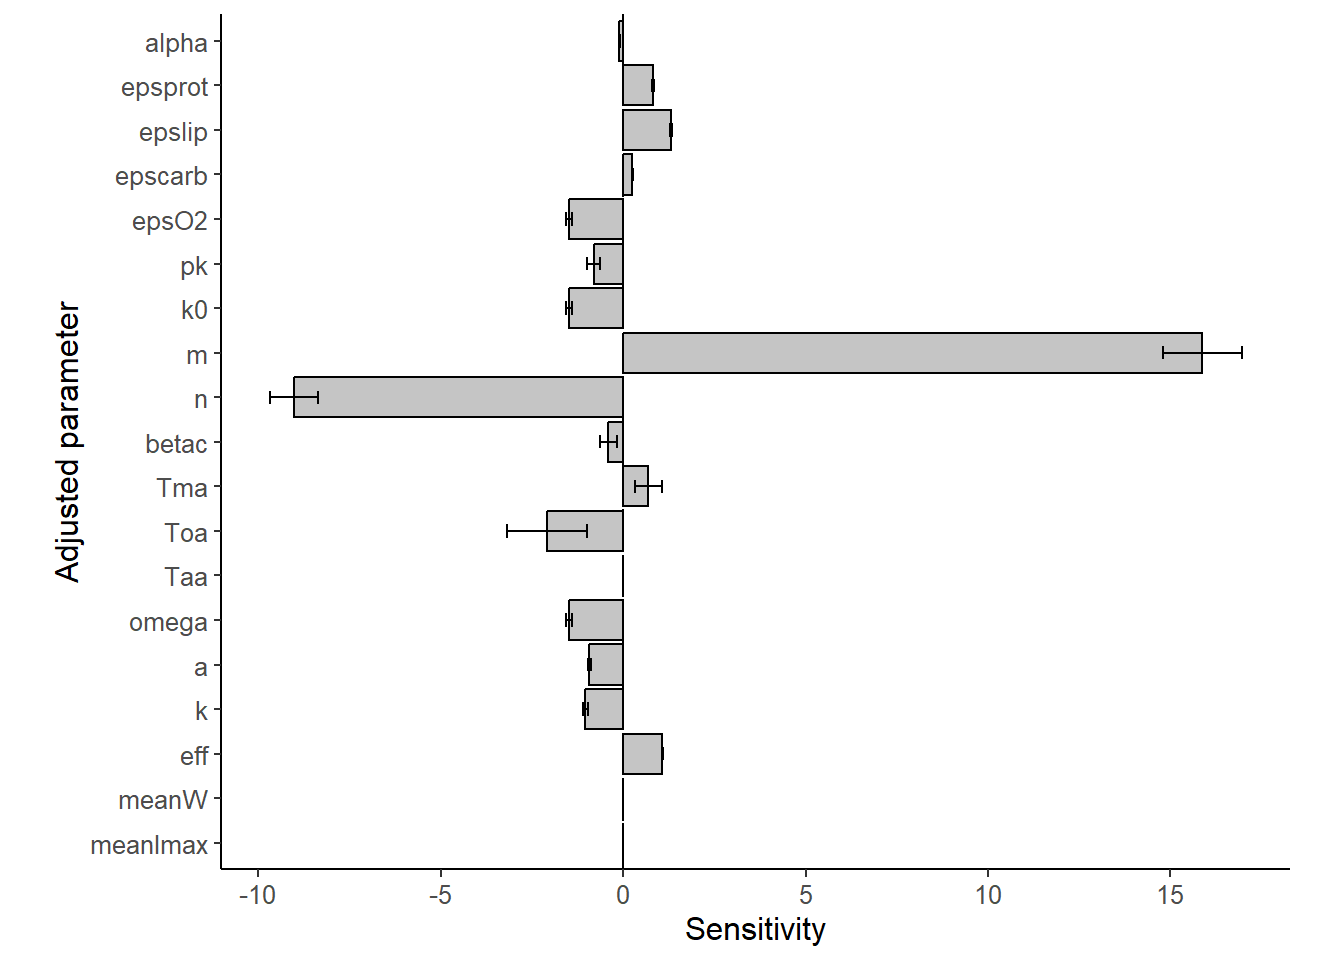 alpha
epsprot
epslip
epscarb
epsO2
pk
k0
m
n
betac
Tma
Toa
Taa
omega
a
k
eff
meanW
meanImax
Adjusted parameter
-10 -5 0 5 10 15
Sensitivity